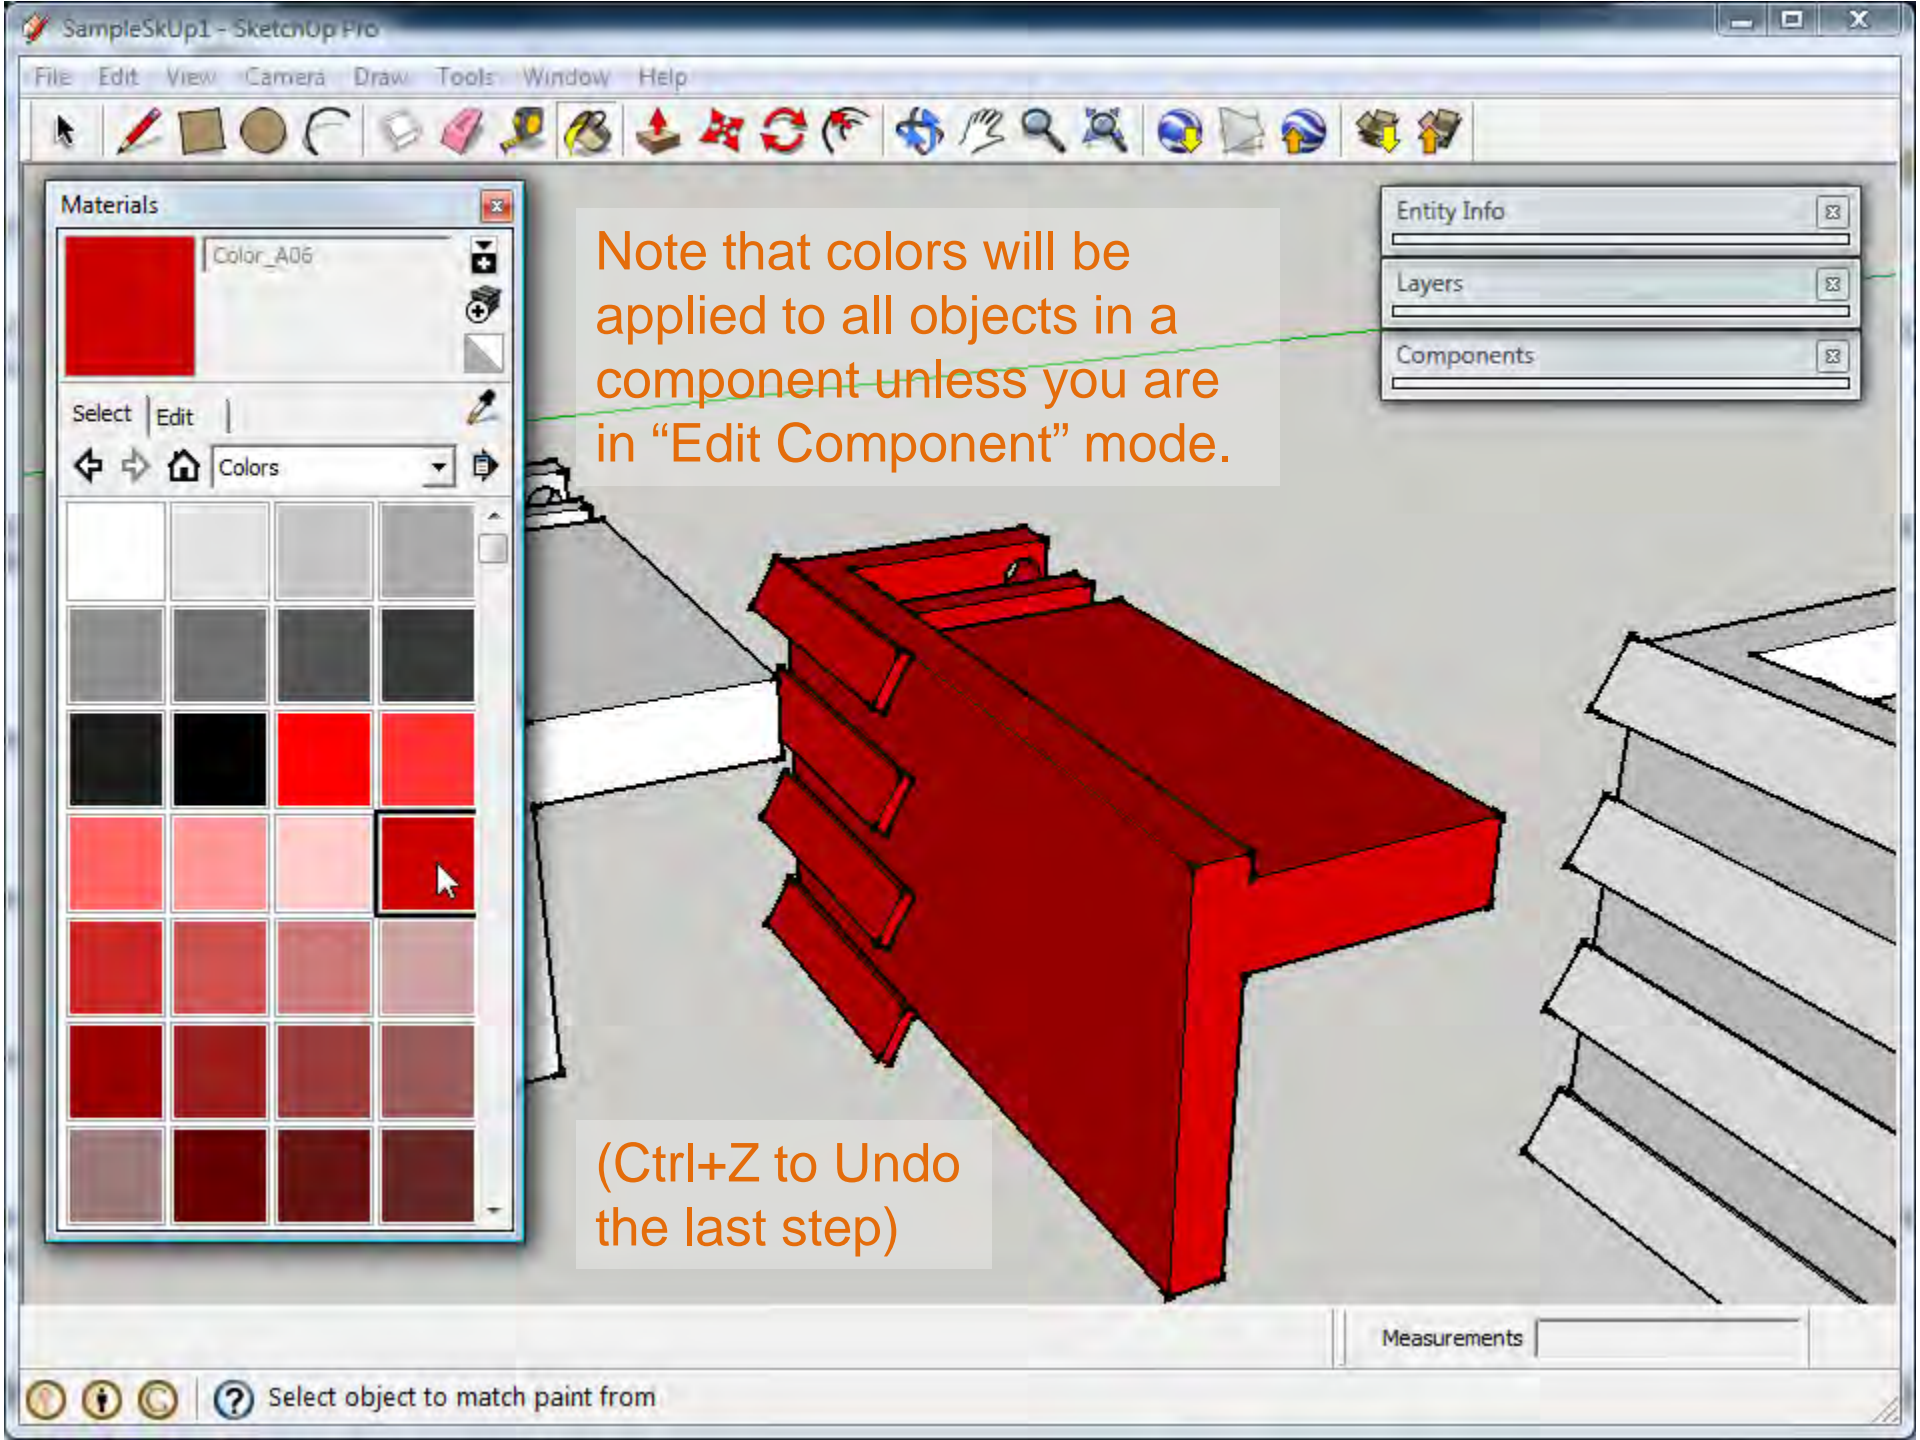 SampleSkUp1 - SketchUp Pro
File Edit View Camera Draw Tools Window Help
Materials
Color_A06
Select Edit
Colors
Note that colors will be
applied to all objects in a
component unless you are
in “Edit Component” mode.
Entity Info
Layers
Components
(Ctrl+Z to Undo
the last step)
Measurements
Select object to match paint from